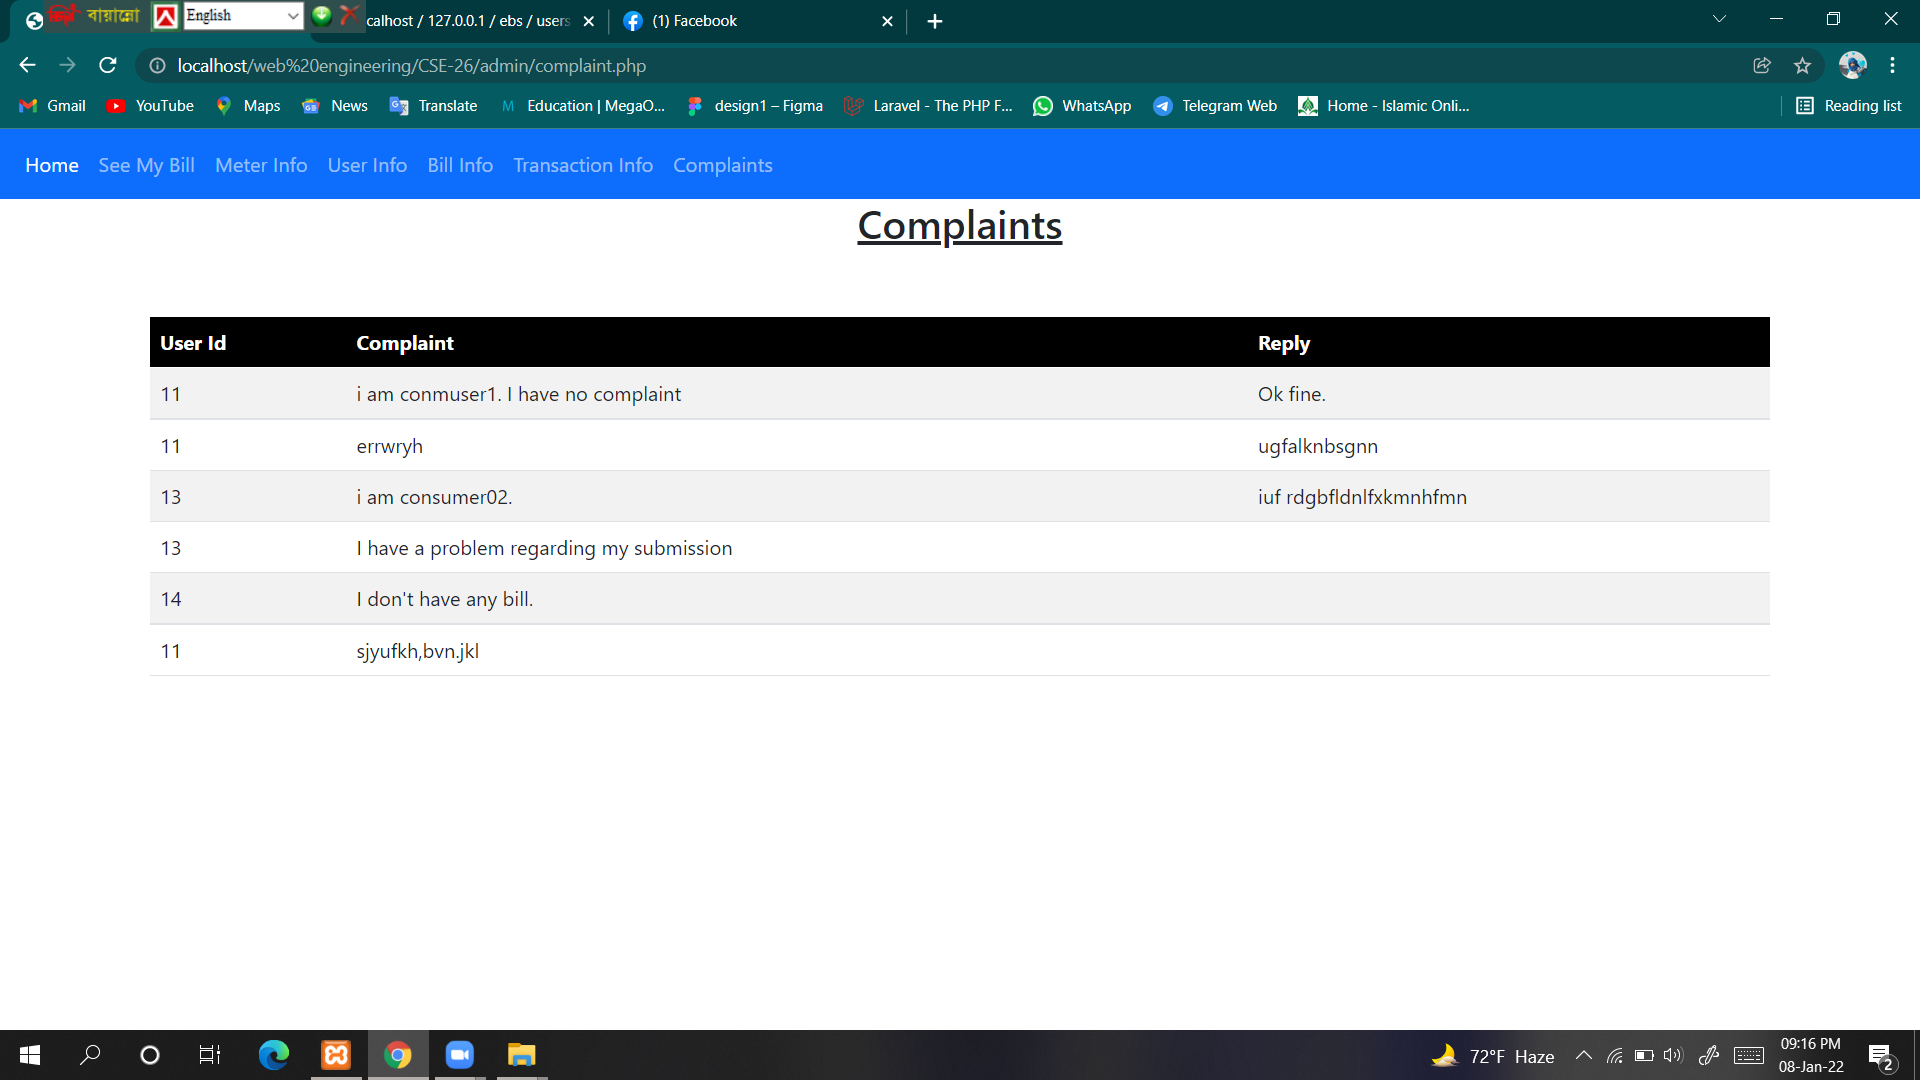 বায়ান্নো English calhost / 127.0.0.1 / ebs / users (1) Facebook
localhost/web%20engineering/CSE-26/admin/complaint.php
Gmail YouTube Maps News Translate M Education | MegaO... design1 – Figma Laravel - The PHP F... WhatsApp Telegram Web Home - Islamic Onli... Reading list
Home See My Bill Meter Info User Info Bill Info Transaction Info Complaints
Complaints
User Id Complaint Reply
11 i am conmuser1. I have no complaint Ok fine.
11 errwryh ugfalknbsgnn
13 i am consumer02. iuf rdgbfldnlfxkmnhfmn
13 I have a problem regarding my submission
14 I don't have any bill.
11 sjyufkh,bvn.jkl
72°F Haze 09:16 PM
08-Jan-22 2